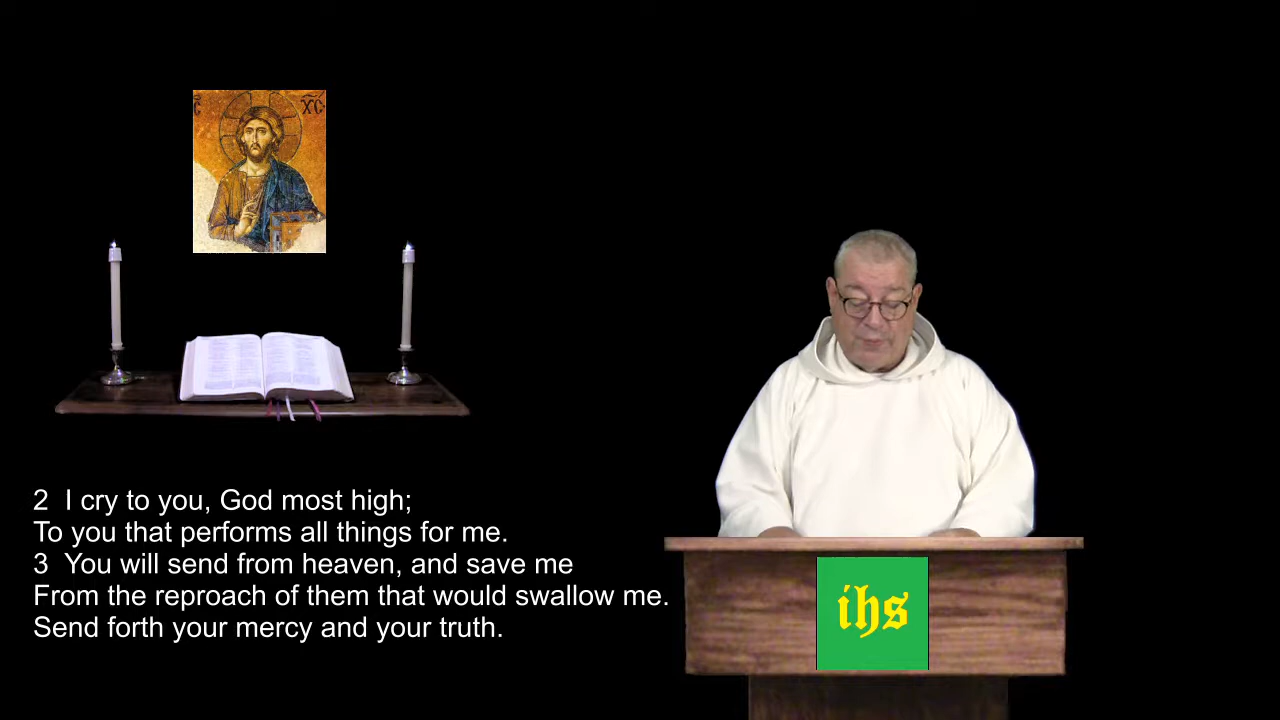 XC
2 I cry to you, God most high;
To you that performs all things for me.
3 You will send from heaven, and save me
From the reproach of them that would swallow me.
Send forth your mercy and your truth.
ihs